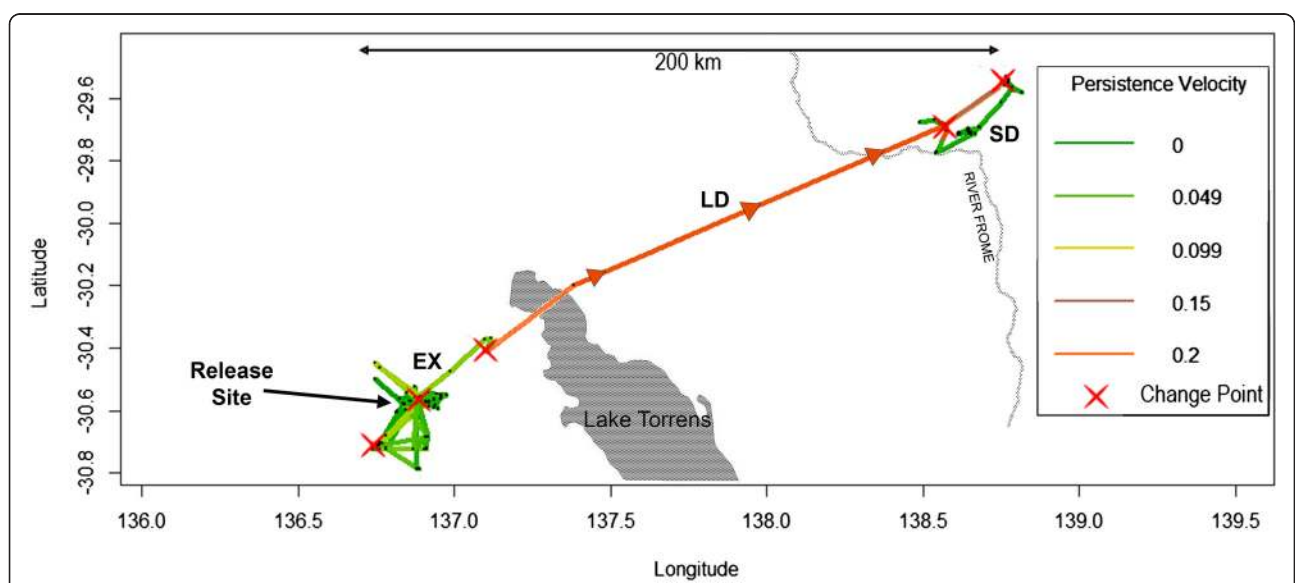 200 km
Persistence Velocity
0
0.049
0.099
0.15
0.2
Change Point
SD
LD
RIVER FROME
EX
Release
Site
Lake Torrens
Latitude
-29.6
-29.8
-30.0
-30.2
-30.4
-30.6
-30.8
136.0 136.5 137.0 137.5 138.0 138.5 139.0 139.5
Longitude